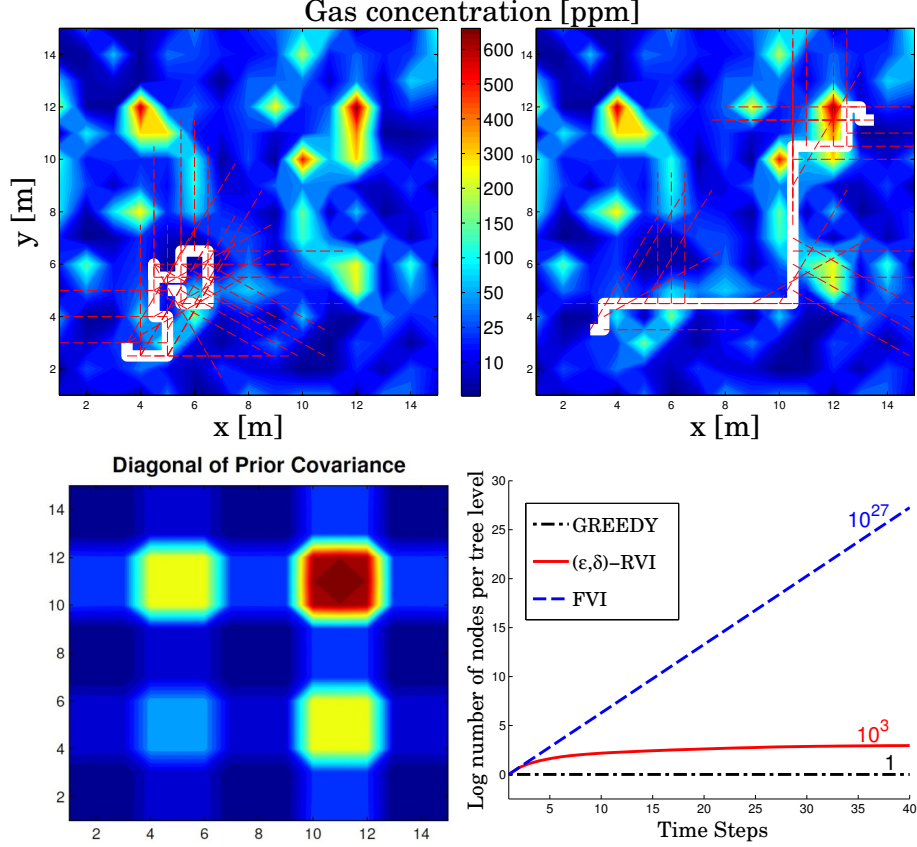 Gas concentration [ppm]
y [m]
14
12
10
8
6
4
2
2 4 6 8 10 12 14
x [m]
600
500
400
300
200
100
50
25
10
14
12
10
8
6
4
2
2 4 6 8 10 12 14
x [m]
Diagonal of Prior Covariance
14
12
10
8
6
4
2
2 4 6 8 10 12 14
Log number of nodes per tree level
30
25
20
15
10
5
0
5 10 15 20 25 30 35 40
Time Steps
GREEDY
(ε,δ)−RVI
FVI
10^27
10^3
1